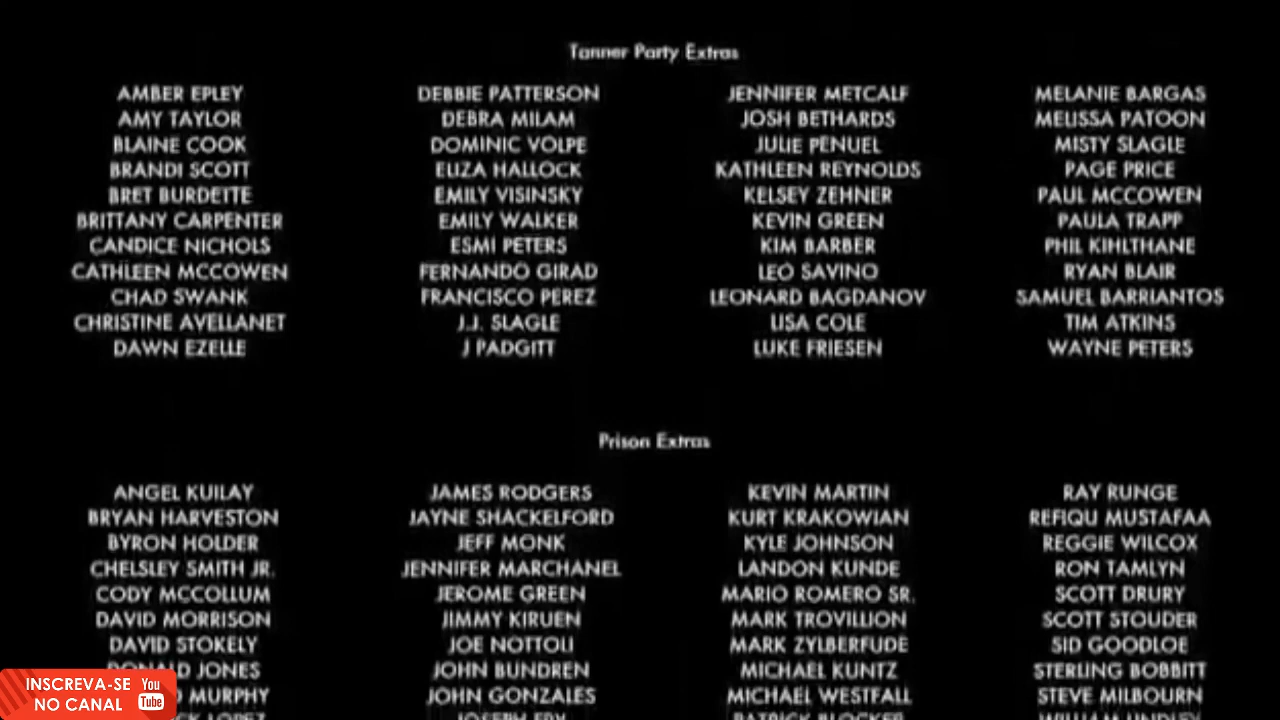 Tanner Party Extras
AMBER EPLEY DEBBIE PATTERSON JENNIFER METCALF MELANIE BARGAS
AMY TAYLOR DEBRA MILAM JOSH BETHARDS MELISSA PATOON
BLAINE COOK DOMINIC VOLPE JULIE PENUEL MISTY SLAGLE
BRANDI SCOTT ELIZA HALLOCK KATHLEEN REYNOLDS PAGE PRICE
BRET BURDETTE EMILY VISINSKY KELSEY ZEHNER PAUL MCCOWEN
BRITTANY CARPENTER EMILY WALKER KEVIN GREEN PAULA TRAPP
CANDICE NICHOLS ESMI PETERS KIM BARBER PHIL KIHLTHANE
CATHLEEN MCCOWEN FERNANDO GIRAD LEO SAVINO RYAN BLAIR
CHAD SWANK FRANCISCO PEREZ LEONARD BAGDANOV SAMUEL BARRIANTOS
CHRISTINE AVELLANET J.J. SLAGLE LISA COLE TIM ATKINS
DAWN EZELLE J PADGITT LUKE FRIESEN WAYNE PETERS
Prison Extras
ANGEL KUILAY JAMES RODGERS KEVIN MARTIN RAY RUNGE
BRYAN HARVESTON JAYNE SHACKELFORD KURT KRAKOWIAN REFIQU MUSTAFAA
BYRON HOLDER JEFF MONK KYLE JOHNSON REGGIE WILCOX
CHELSLEY SMITH JR. JENNIFER MARCHANEL LANDON KUNDE RON TAMLYN
CODY MCCOLLUM JEROME GREEN MARIO ROMERO SR. SCOTT DRURY
DAVID MORRISON JIMMY KIRUEN MARK TROVILLION SCOTT STOUDER
DAVID STOKELY JOE NOTTOLI MARK ZYLBERFUDE SID GOODLOE
DONALD JONES JOHN BUNDREN MICHAEL KUNTZ STERLING BOBBITT
MURPHY JOHN GONZALES MICHAEL WESTFALL STEVE MILBOURN
INSCREVA-SE
NO CANAL
You
Tube